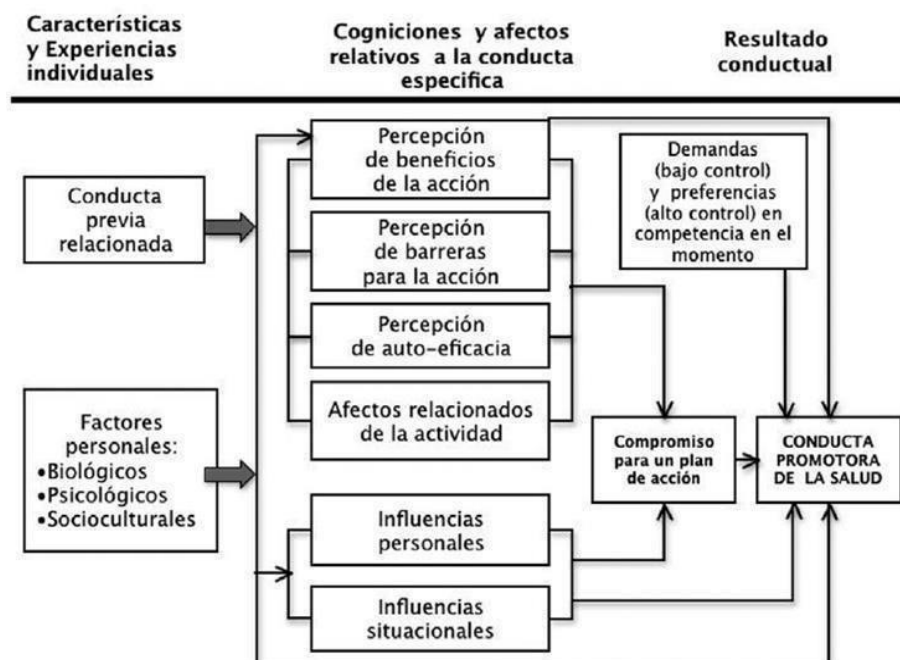 Características
y Experiencias
individuales
Cogniciones y afectos
relativos a la conducta
especifica
Resultado
conductual
Conducta
previa
relacionada
Factores
personales:
•Biológicos
•Psicológicos
•Socioculturales
Percepción
de beneficios
de la acción
Percepción
de barreras
para la acción
Percepción
de auto-eficacia
Afectos relacionados
de la actividad
Influencias
personales
Influencias
situacionales
Demandas
(bajo control)
y preferencias
(alto control) en
competencia en el
momento
Compromiso
para un plan
de acción
CONDUCTA
PROMOTORA
DE LA SALUD